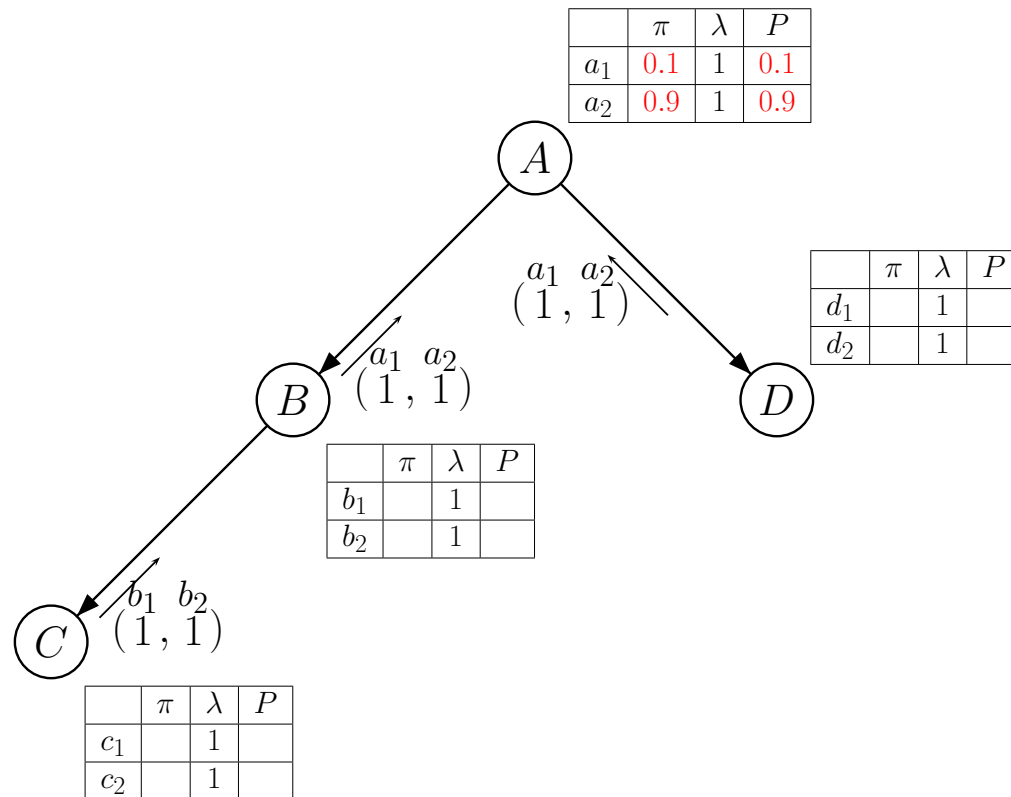 π λ P
a₁ 0.1 1 0.1
a₂ 0.9 1 0.9
A
a₁ a₂
(1, 1)
π λ P
d₁ 1
d₂ 1
a₁ a₂
(1, 1)
B
D
π λ P
b₁ 1
b₂ 1
b₁ b₂
(1, 1)
C
π λ P
c₁ 1
c₂ 1